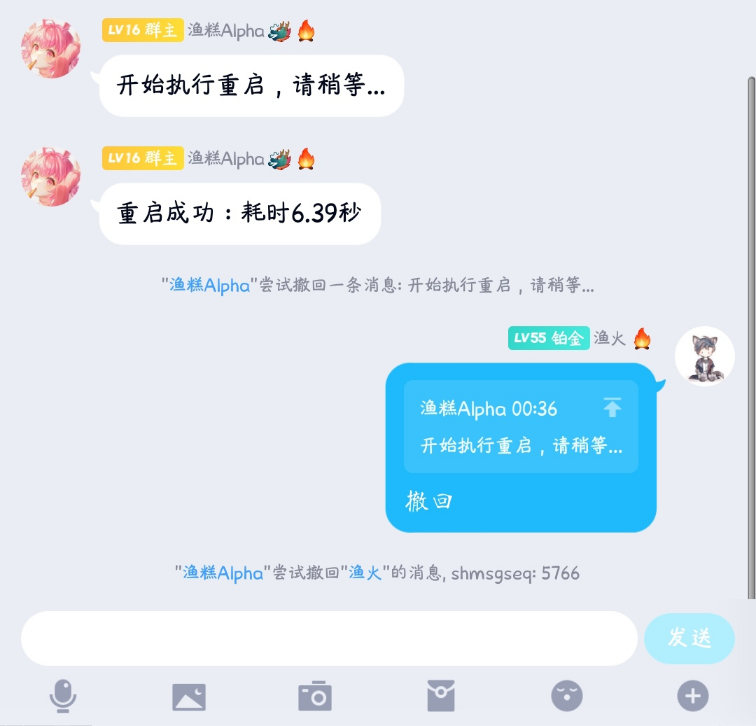 LV16 群主 渔糕Alpha
开始执行重启，请稍等...
LV16 群主 渔糕Alpha
重启成功：耗时6.39秒
"渔糕Alpha"尝试撤回一条消息: 开始执行重启，请稍等...
LV55 铂金 渔火
渔糕Alpha 00:36
开始执行重启，请稍等...
撤回
"渔糕Alpha"尝试撤回"渔火"的消息, shmsgseq: 5766
发送